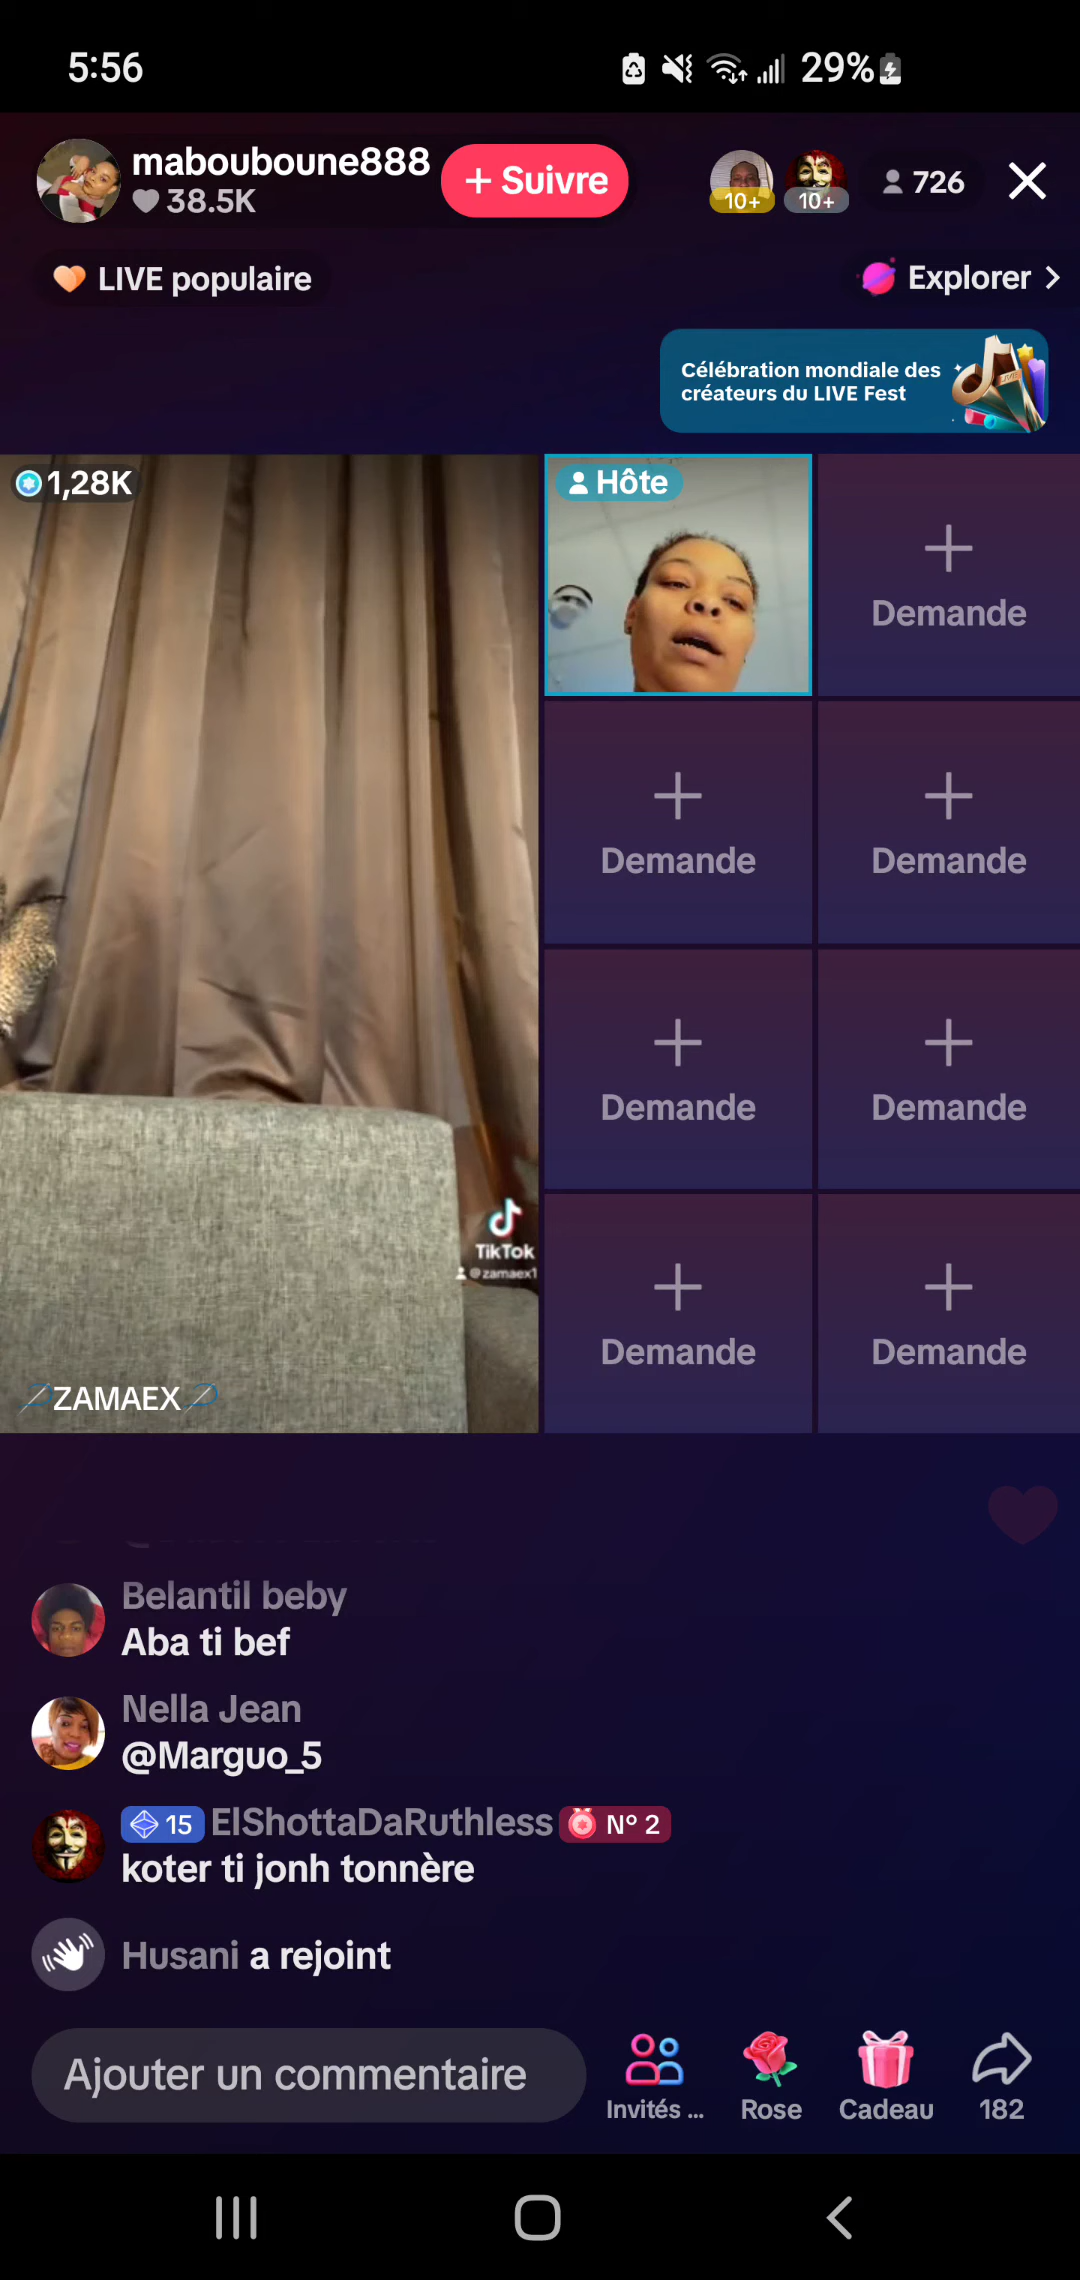 5:56
29%
mabouboune888
38.5K
+ Suivre
10+
10+
726
LIVE populaire
Explorer
Célébration mondiale des
créateurs du LIVE Fest
1,28K
Hôte
Demande
Demande
Demande
Demande
Demande
Demande
Demande
TikTok
@zamaex1
ZAMAEX
Belantil beby
Aba ti bef
Nella Jean
@Marguo_5
15 ElShottaDaRuthless Nº 2
koter ti jonh tonnère
Husani a rejoint
Ajouter un commentaire
Invités ...
Rose
Cadeau
182